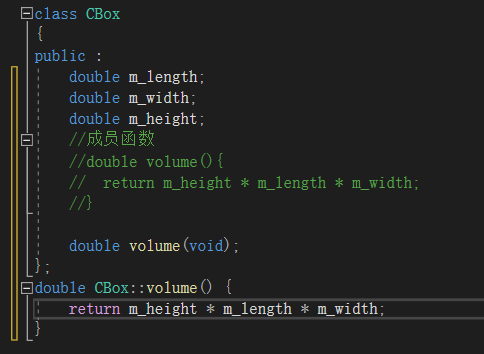 class CBox
{
public :
    double m_length;
    double m_width;
    double m_height;
    //成员函数
    //double volume(){
    //  return m_height * m_length * m_width;
    //}

    double volume(void);
};
double CBox::volume() {
    return m_height * m_length * m_width;
}